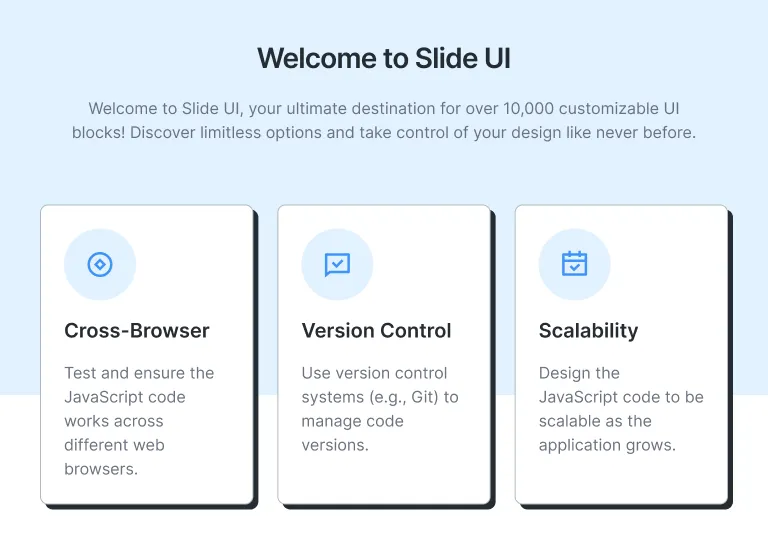 Welcome to Slide UI
Welcome to Slide UI, your ultimate destination for over 10,000 customizable UI
blocks! Discover limitless options and take control of your design like never before.
Cross-Browser
Test and ensure the
JavaScript code
works across
different web
browsers.
Version Control
Use version control
systems (e.g., Git) to
manage code
versions.
Scalability
Design the
JavaScript code to be
scalable as the
application grows.